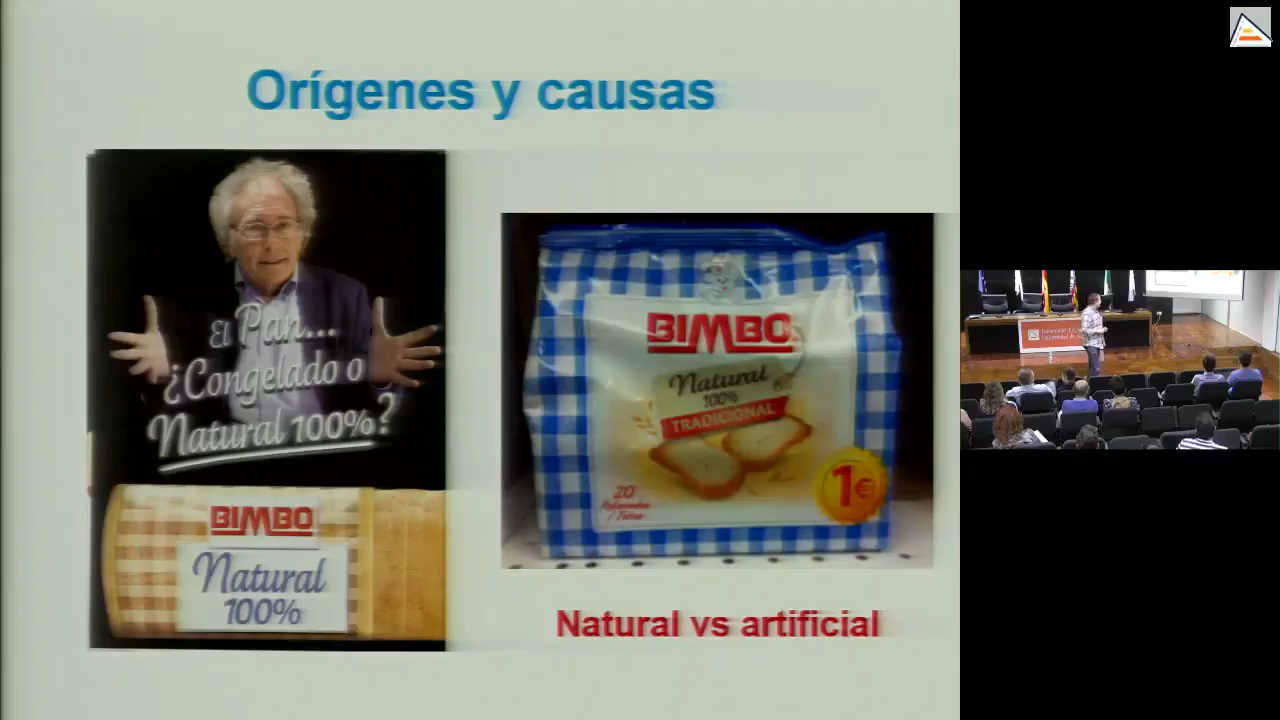 Orígenes y causas
El Pan...
¿Congelado o
Natural 100%?
BIMBO
Natural
100%
BIMBO
Natural
100%
TRADICIONAL
20
1€
Natural vs artificial